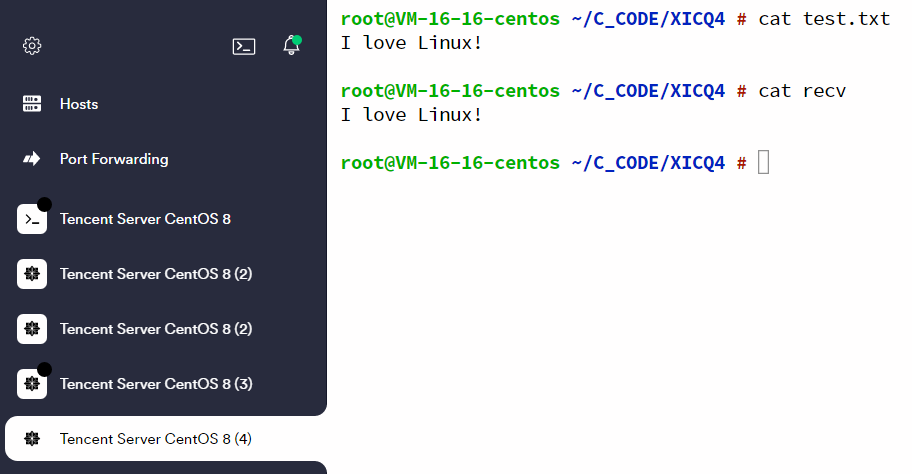 Hosts
Port Forwarding
Tencent Server CentOS 8
Tencent Server CentOS 8 (2)
Tencent Server CentOS 8 (2)
Tencent Server CentOS 8 (3)
Tencent Server CentOS 8 (4)
root@VM-16-16-centos ~/C_CODE/XICQ4 # cat test.txt
I love Linux!
root@VM-16-16-centos ~/C_CODE/XICQ4 # cat recv
I love Linux!
root@VM-16-16-centos ~/C_CODE/XICQ4 #